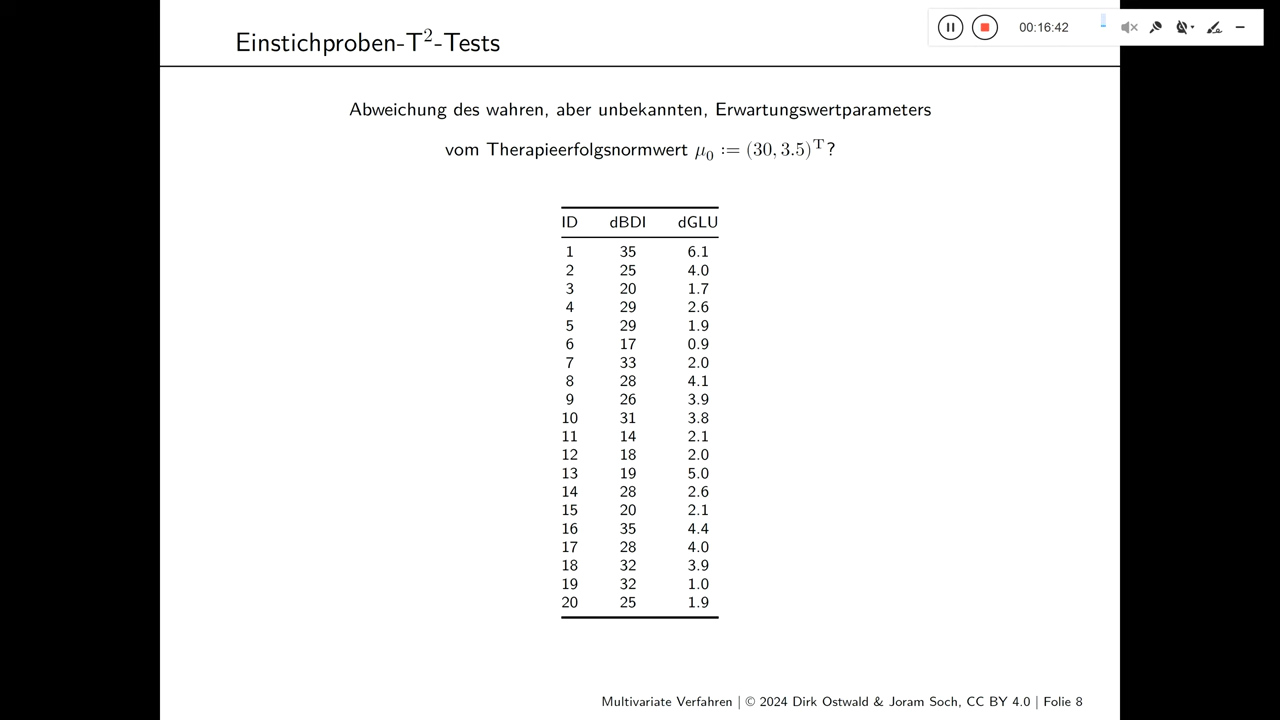 00:16:42
Einstichproben-T²-Tests
Abweichung des wahren, aber unbekannten, Erwartungswertparameters
vom Therapieerfolgsnormwert μ₀ := (30, 3.5)ᵀ?
ID dBDI dGLU
1 35 6.1
2 25 4.0
3 20 1.7
4 29 2.6
5 29 1.9
6 17 0.9
7 33 2.0
8 28 4.1
9 26 3.9
10 31 3.8
11 14 2.1
12 18 2.0
13 19 5.0
14 28 2.6
15 20 2.1
16 35 4.4
17 28 4.0
18 32 3.9
19 32 1.0
20 25 1.9
Multivariate Verfahren | © 2024 Dirk Ostwald & Joram Soch, CC BY 4.0 | Folie 8